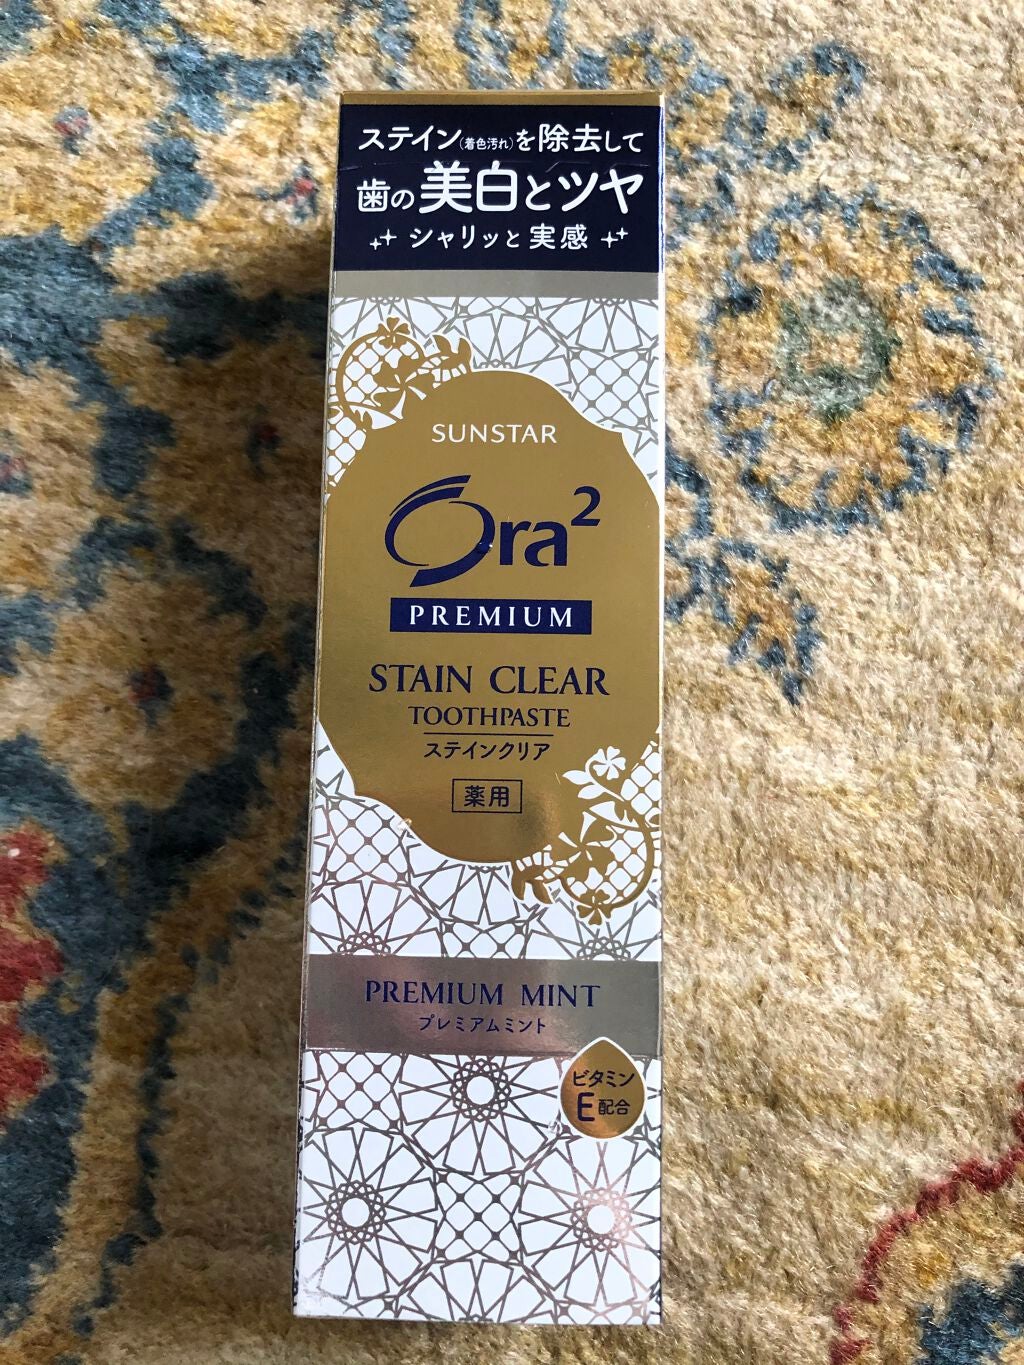 ステイン(着色汚れ)を除去して
歯の美白とツヤ
シャリッと実感
SUNSTAR
Ora²
PREMIUM
STAIN CLEAR
TOOTHPASTE
ステインクリア
薬用
PREMIUM MINT
プレミアムミント
ビタミン
E配合